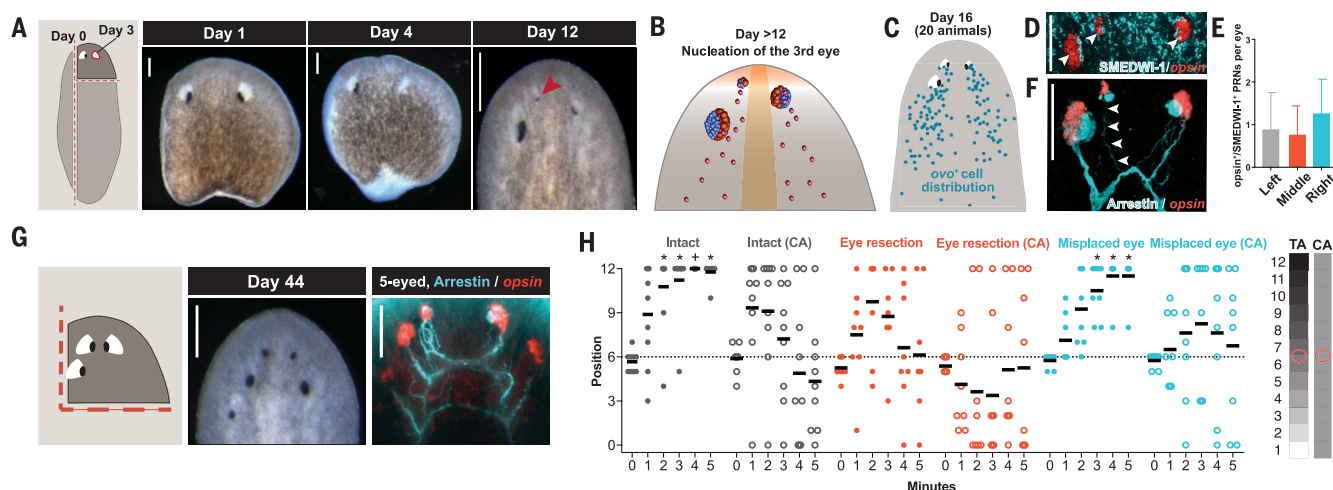 A
Day 0
Day 3
Day 1
Day 4
Day 12
B
Day >12
Nucleation of the 3rd eye
C
Day 16
(20 animals)
ovo+ cell
distribution
D
SMEDWI-1/opsin
E
opsin+/SMEDWI-1+ PRNs per eye
3
2
1
0
Left
Middle
Right
F
Arrestin / opsin
G
Day 44
5-eyed, Arrestin / opsin
H
Intact
Intact (CA)
Eye resection
Eye resection (CA)
Misplaced eye
Misplaced eye (CA)
* * + *
* * *
Position
12
9
6
3
0
0 1 2 3 4 5 0 1 2 3 4 5 0 1 2 3 4 5 0 1 2 3 4 5 0 1 2 3 4 5 0 1 2 3 4 5
Minutes
TA CA
12
11
10
9
8
7
6
5
4
3
2
1